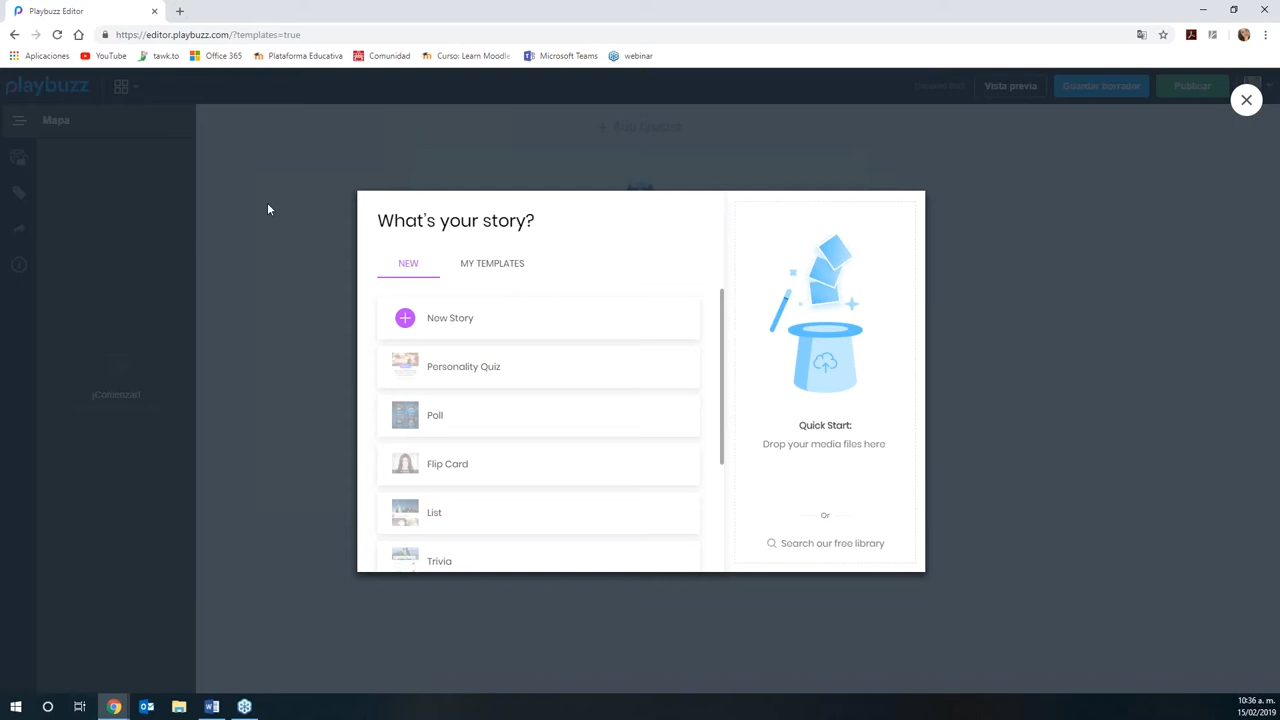 Playbuzz Editor
https://editor.playbuzz.com/?templates=true
Aplicaciones YouTube tawk.to Office 365 Plataforma Educativa Comunidad Curso: Learn Moodle Microsoft Teams webinar
playbuzz Vista previa Guardar borrador Publicar
Mapa
+ Add Headline
What's your story?
NEW MY TEMPLATES
New Story
Personality Quiz
Poll
¡Comenzar!
Flip Card
List
Trivia
Quick Start:
Drop your media files here
Or
Search our free library
10:36 a. m.
15/02/2019